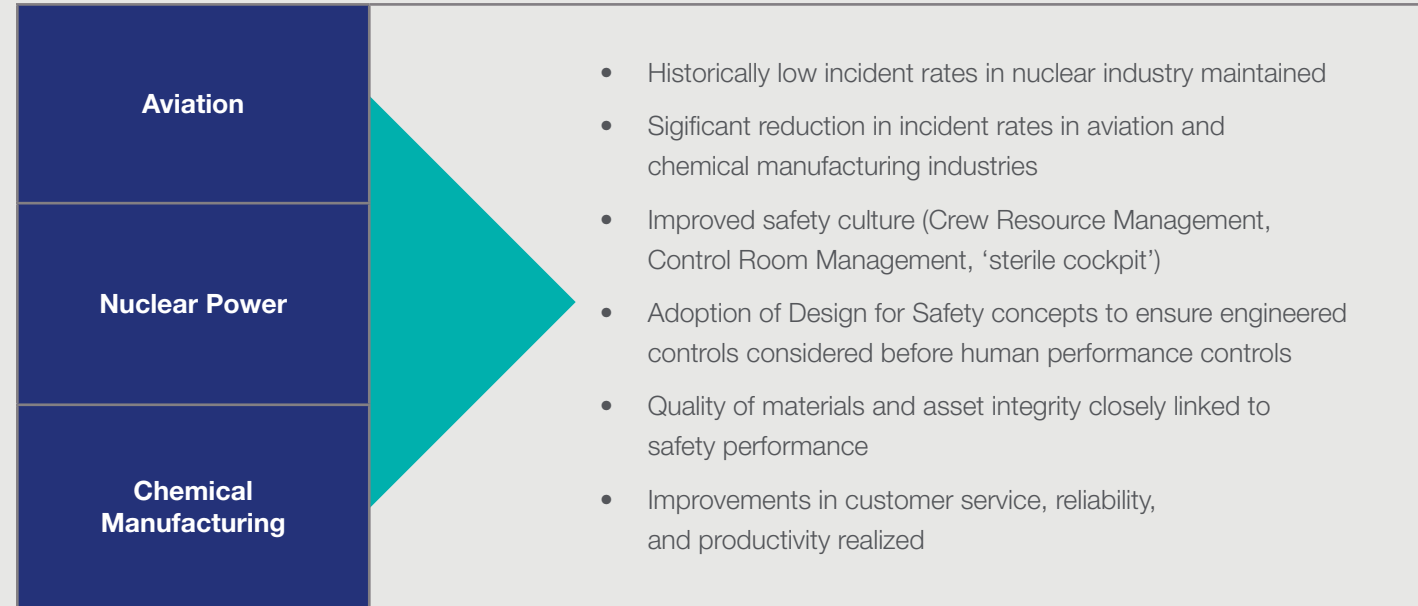 Aviation
Nuclear Power
Chemical
Manufacturing
• Historically low incident rates in nuclear industry maintained
• Sigificant reduction in incident rates in aviation and
chemical manufacturing industries
• Improved safety culture (Crew Resource Management,
Control Room Management, ‘sterile cockpit’)
• Adoption of Design for Safety concepts to ensure engineered
controls considered before human performance controls
• Quality of materials and asset integrity closely linked to
safety performance
• Improvements in customer service, reliability,
and productivity realized